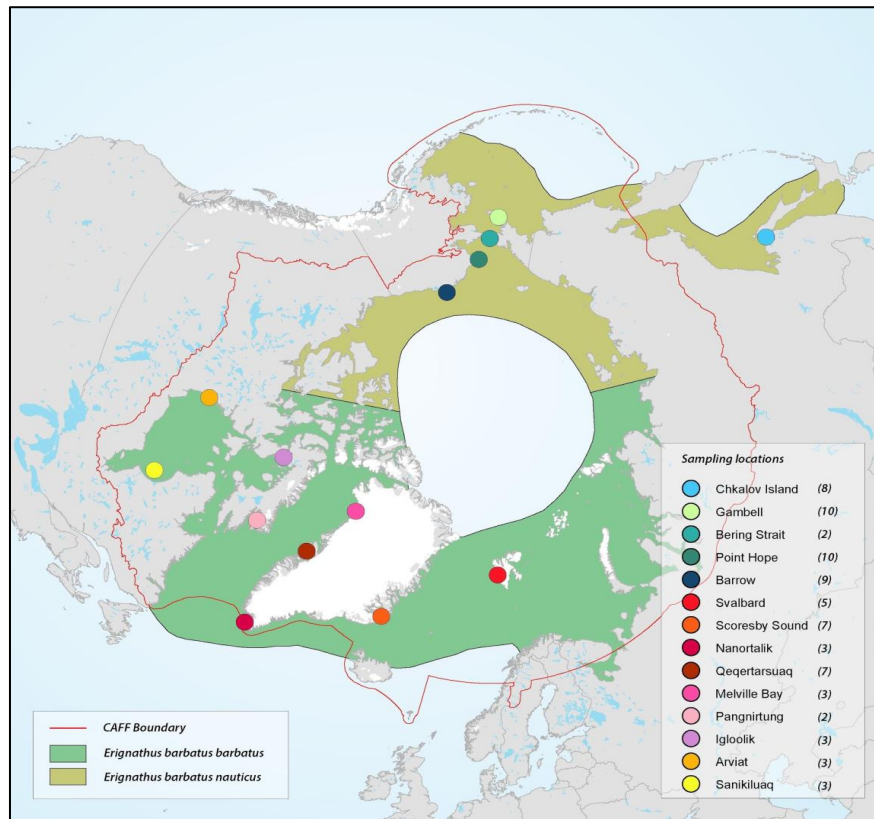 Sampling locations
Chkalov Island (8)
Gambell (10)
Bering Strait (2)
Point Hope (10)
Barrow (9)
Svalbard (5)
Scoresby Sound (7)
Nanortalik (3)
Qeqertarsuaq (7)
Melville Bay (3)
Pangnirtung (2)
Igloolik (3)
Arviat (3)
Sanikiluaq (3)
CAFF Boundary
Erignathus barbatus barbatus
Erignathus barbatus nauticus